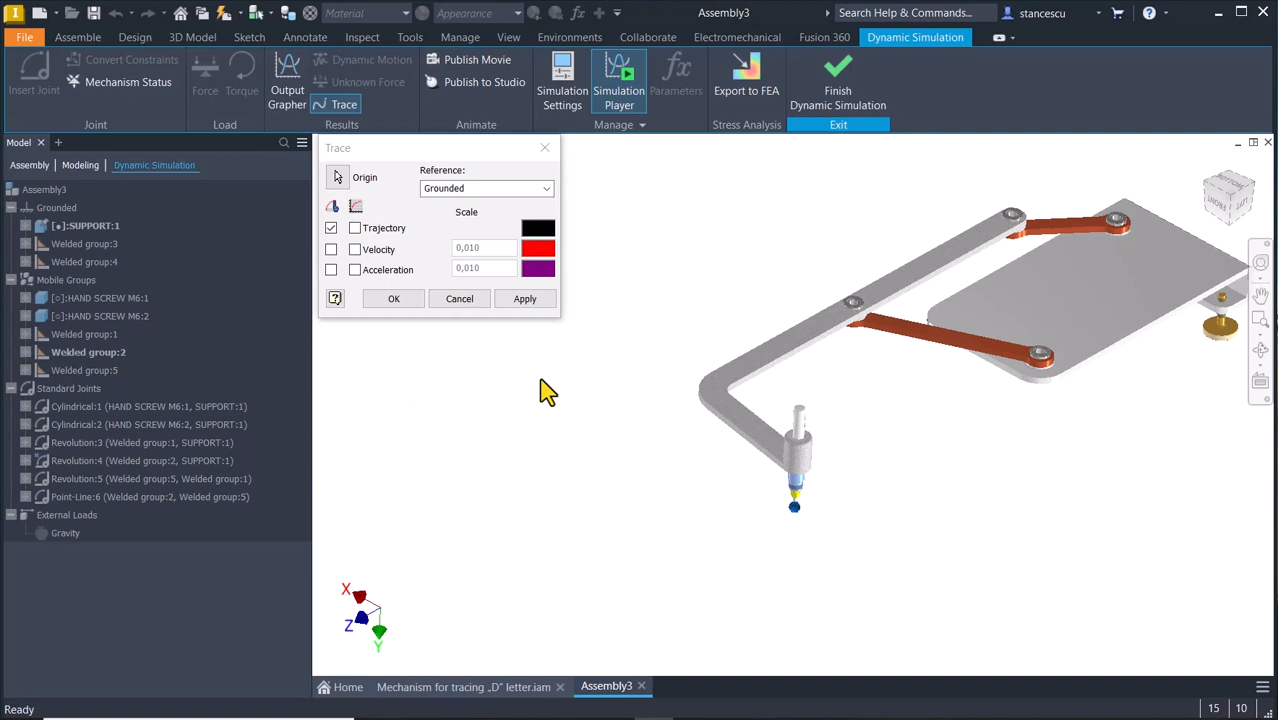 Material
Appearance
Assembly3
Search Help & Commands...
stancescu
File
Assemble
Design
3D Model
Sketch
Annotate
Inspect
Tools
Manage
View
Environments
Collaborate
Electromechanical
Fusion 360
Dynamic Simulation
Insert Joint
Convert Constraints
Mechanism Status
Joint
Force
Torque
Load
Output
Grapher
Dynamic Motion
Unknown Force
Trace
Results
Publish Movie
Publish to Studio
Animate
Simulation
Settings
Simulation
Player
Parameters
Manage
Export to FEA
Stress Analysis
Finish
Dynamic Simulation
Exit
Model
Assembly
Modeling
Dynamic Simulation
Assembly3
Grounded
[●]:SUPPORT:1
Welded group:3
Welded group:4
Mobile Groups
[○]:HAND SCREW M6:1
[○]:HAND SCREW M6:2
Welded group:1
Welded group:2
Welded group:5
Standard Joints
Cylindrical:1 (HAND SCREW M6:1, SUPPORT:1)
Cylindrical:2 (HAND SCREW M6:2, SUPPORT:1)
Revolution:3 (Welded group:1, SUPPORT:1)
Revolution:4 (Welded group:2, SUPPORT:1)
Revolution:5 (Welded group:5, Welded group:1)
Point-Line:6 (Welded group:2, Welded group:5)
External Loads
Gravity
Trace
Origin
Reference:
Grounded
Scale
Trajectory
Velocity
0,010
Acceleration
0,010
OK
Cancel
Apply
FRONT
X
Z
Y
Home
Mechanism for tracing „D” letter.iam
Assembly3
Ready
15
10